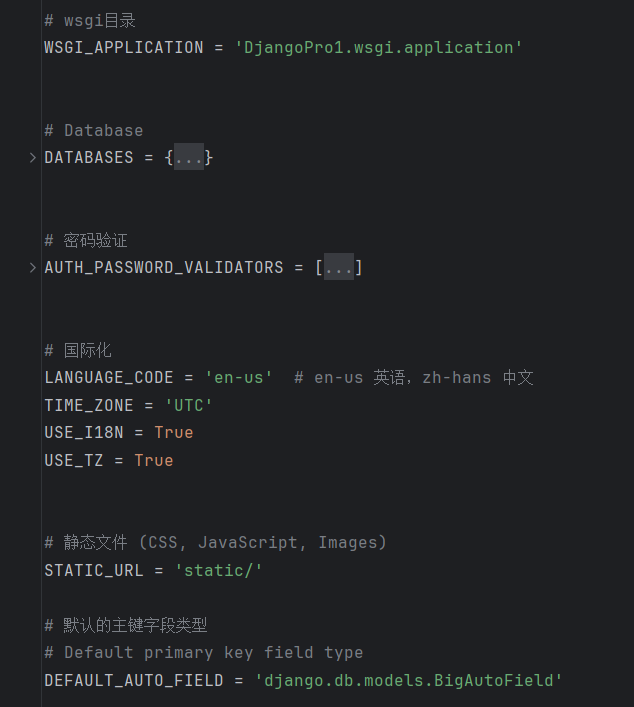 # wsgi目录
WSGI_APPLICATION = 'DjangoPro1.wsgi.application'
# Database
DATABASES = {...}
# 密码验证
AUTH_PASSWORD_VALIDATORS = [...]
# 国际化
LANGUAGE_CODE = 'en-us'  # en-us 英语，zh-hans 中文
TIME_ZONE = 'UTC'
USE_I18N = True
USE_TZ = True
# 静态文件 (CSS, JavaScript, Images)
STATIC_URL = 'static/'
# 默认的主键字段类型
# Default primary key field type
DEFAULT_AUTO_FIELD = 'django.db.models.BigAutoField'